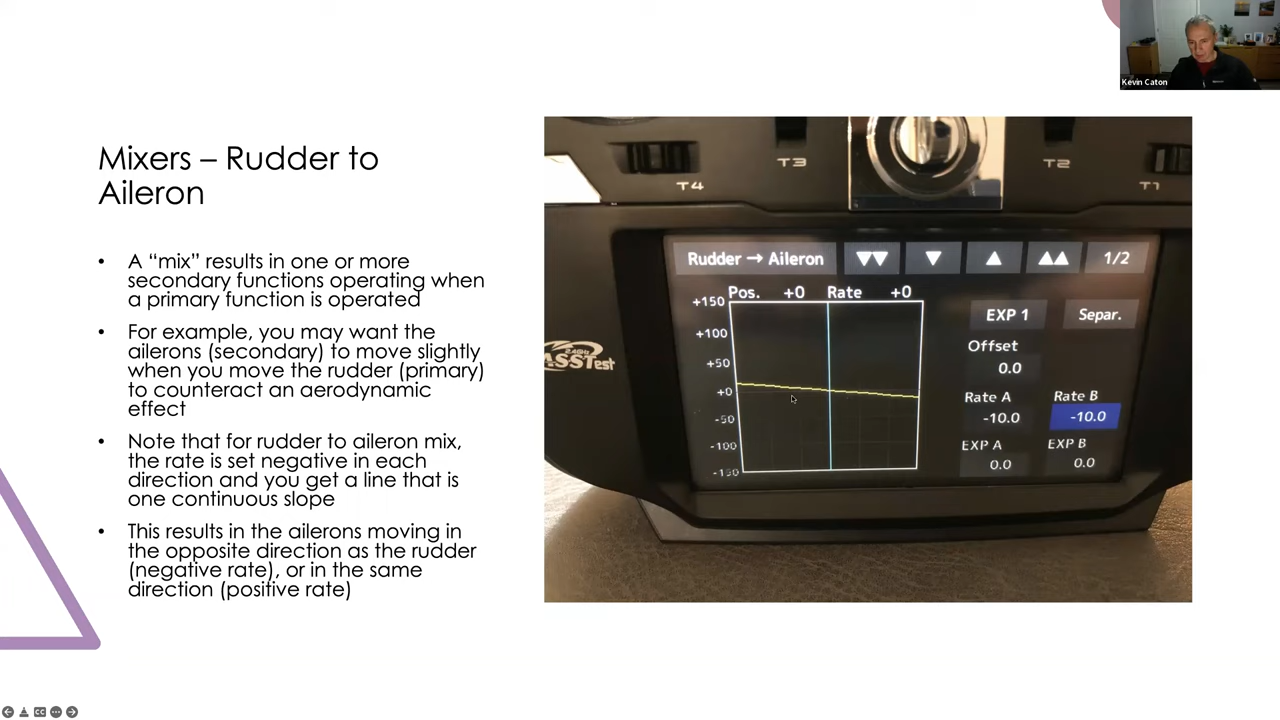 Kevin Caton
Mixers – Rudder to
Aileron
• A “mix” results in one or more
secondary functions operating when
a primary function is operated
• For example, you may want the
ailerons (secondary) to move slightly
when you move the rudder (primary)
to counteract an aerodynamic
effect
• Note that for rudder to aileron mix,
the rate is set negative in each
direction and you get a line that is
one continuous slope
• This results in the ailerons moving in
the opposite direction as the rudder
(negative rate), or in the same
direction (positive rate)
T4
T3
T2
T1
Rudder → Aileron
1/2
Pos. +0 Rate +0
+150
+100
+50
+0
-50
-100
-150
EXP 1
Separ.
Offset
0.0
Rate A
Rate B
-10.0
-10.0
EXP A
EXP B
0.0
0.0
2.4GHz
ASSTest
CC